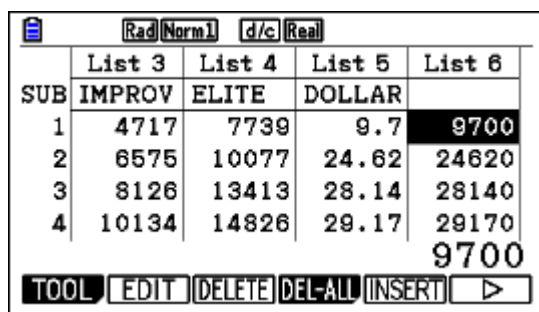 Rad Norm1 d/c Real
List 3 List 4 List 5 List 6
SUB IMPROV ELITE DOLLAR
1 4717 7739 9.7 9700
2 6575 10077 24.62 24620
3 8126 13413 28.14 28140
4 10134 14826 29.17 29170
9700
TOOL EDIT DELETE DEL-ALL INSERT ▷